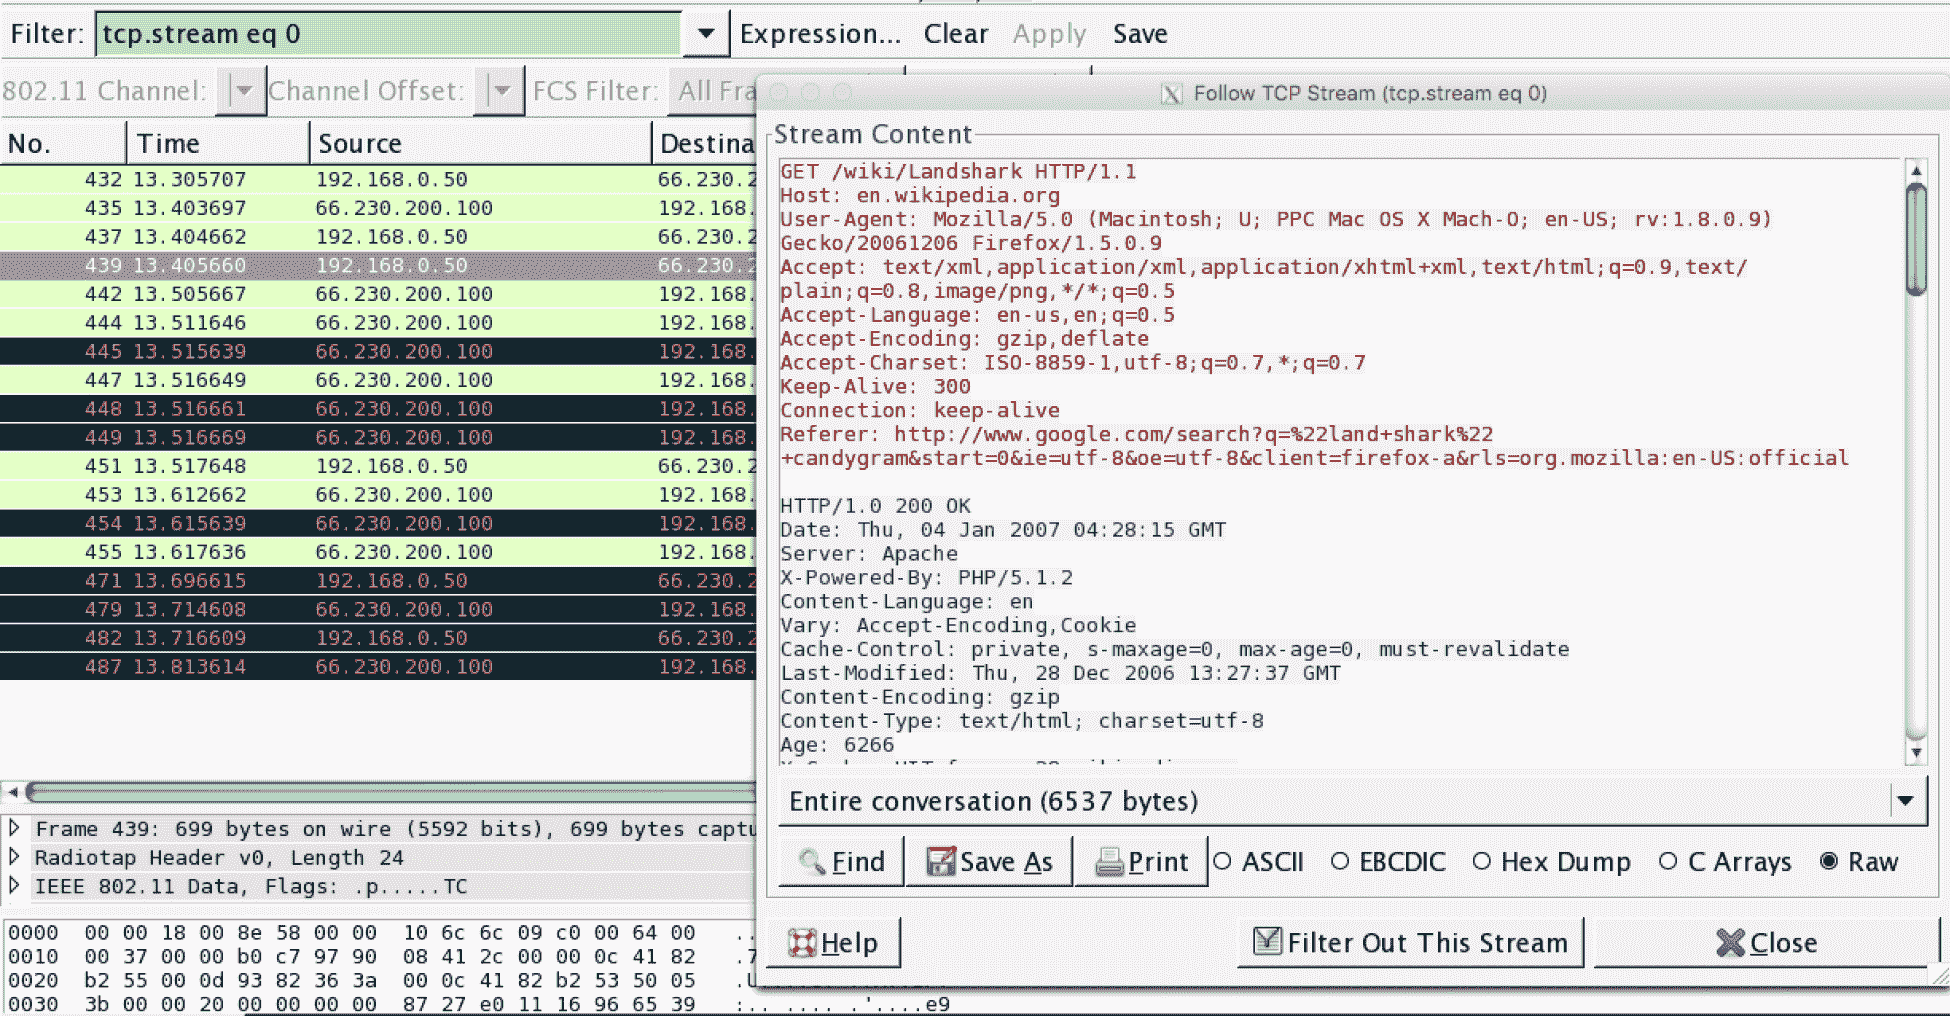 Filter: tcp.stream eq 0 Expression... Clear Apply Save
802.11 Channel: Channel Offset: FCS Filter: All Fra
No. Time Source Destina
432 13.305707 192.168.0.50 66.230.2
435 13.403697 66.230.200.100 192.168.
437 13.404662 192.168.0.50 66.230.2
439 13.405660 192.168.0.50 66.230.2
442 13.505667 66.230.200.100 192.168.
444 13.511646 66.230.200.100 192.168.
445 13.515639 66.230.200.100 192.168.
447 13.516649 66.230.200.100 192.168.
448 13.516661 66.230.200.100 192.168.
449 13.516669 66.230.200.100 192.168.
451 13.517648 192.168.0.50 66.230.2
453 13.612662 66.230.200.100 192.168.
454 13.615639 66.230.200.100 192.168.
455 13.617636 66.230.200.100 192.168.
471 13.696615 192.168.0.50 66.230.2
479 13.714608 66.230.200.100 192.168.
482 13.716609 192.168.0.50 66.230.2
487 13.813614 66.230.200.100 192.168.
Frame 439: 699 bytes on wire (5592 bits), 699 bytes captu
Radiotap Header v0, Length 24
IEEE 802.11 Data, Flags: .p.....TC
0000 00 00 18 00 8e 58 00 00 10 6c 6c 09 c0 00 64 00 ..
0010 00 37 00 00 b0 c7 97 90 08 41 2c 00 00 0c 41 82 .7
0020 b2 55 00 0d 93 82 36 3a 00 0c 41 82 b2 53 50 05 .U
0030 3b 00 00 20 00 00 00 00 87 27 e0 11 16 96 65 39 :.. .... .'....e9
Follow TCP Stream (tcp.stream eq 0)
Stream Content
GET /wiki/Landshark HTTP/1.1
Host: en.wikipedia.org
User-Agent: Mozilla/5.0 (Macintosh; U; PPC Mac OS X Mach-O; en-US; rv:1.8.0.9)
Gecko/20061206 Firefox/1.5.0.9
Accept: text/xml,application/xml,application/xhtml+xml,text/html;q=0.9,text/
plain;q=0.8,image/png,*/*;q=0.5
Accept-Language: en-us,en;q=0.5
Accept-Encoding: gzip,deflate
Accept-Charset: ISO-8859-1,utf-8;q=0.7,*;q=0.7
Keep-Alive: 300
Connection: keep-alive
Referer: http://www.google.com/search?q=%22land+shark%22
+candygram&start=0&ie=utf-8&oe=utf-8&client=firefox-a&rls=org.mozilla:en-US:official
HTTP/1.0 200 OK
Date: Thu, 04 Jan 2007 04:28:15 GMT
Server: Apache
X-Powered-By: PHP/5.1.2
Content-Language: en
Vary: Accept-Encoding,Cookie
Cache-Control: private, s-maxage=0, max-age=0, must-revalidate
Last-Modified: Thu, 28 Dec 2006 13:27:37 GMT
Content-Encoding: gzip
Content-Type: text/html; charset=utf-8
Age: 6266
Entire conversation (6537 bytes)
Find Save As Print ASCII EBCDIC Hex Dump C Arrays Raw
Help Filter Out This Stream Close